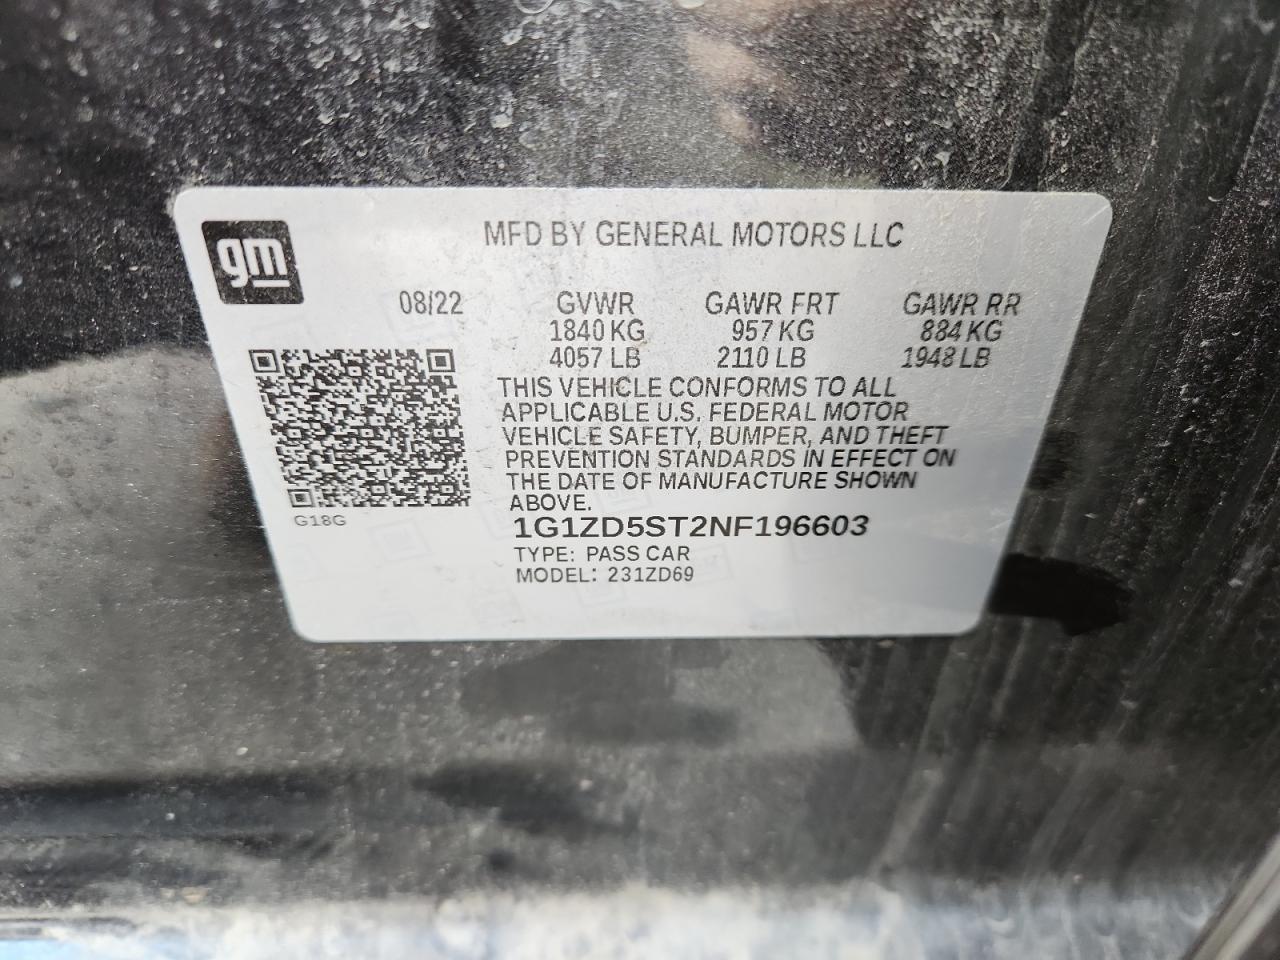 gm
MFD BY GENERAL MOTORS LLC
08/22 GVWR GAWR FRT GAWR RR
1840 KG 957 KG 884 KG
4057 LB 2110 LB 1948 LB
THIS VEHICLE CONFORMS TO ALL
APPLICABLE U.S. FEDERAL MOTOR
VEHICLE SAFETY, BUMPER, AND THEFT
PREVENTION STANDARDS IN EFFECT ON
THE DATE OF MANUFACTURE SHOWN
ABOVE.
G18G
1G1ZD5ST2NF196603
TYPE: PASS CAR
MODEL: 231ZD69